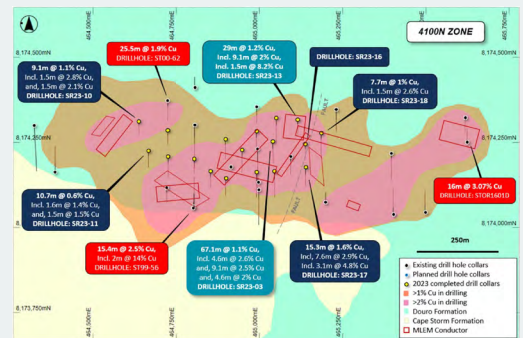 4100N ZONE
464,500mE
464,750mE
465,000mE
465,250mE
465,500mE
8,174,500mN
8,174,250mN
8,174,000mN
8,173,750mN
25.5m @ 1.9% Cu
DRILLHOLE: ST00-62
29m @ 1.2% Cu,
Incl. 9.1m @ 2% Cu
Incl. 1.5m @ 8.2% Cu
DRILLHOLE: SR23-13
DRILLHOLE: SR23-16
9.1m @ 1.1% Cu,
Incl. 1.5m @ 2.8% Cu
and, 1.5m @ 2.1% Cu
DRILLHOLE: SR23-10
7.7m @ 1% Cu,
Incl. 1.5m @ 2.6% Cu
DRILLHOLE: SR23-18
FAULT
FAULT
10.7m @ 0.6% Cu,
Incl. 1.6m @ 1.4% Cu,
and, 1.5m @ 1.5% Cu
DRILLHOLE: SR23-11
16m @ 3.07% Cu
DRILLHOLE: STOR1601D
15.4m @ 2.5% Cu,
Incl. 2m @ 14% Cu
DRILLHOLE: ST99-56
67.1m @ 1.1% Cu,
Incl. 4.6m @ 2.6% Cu
and, 9.1m @ 2.5% Cu
and, 4.6m @ 2% Cu
DRILLHOLE: SR23-03
15.3m @ 1.6% Cu,
Incl, 7.6m @ 2.9% Cu,
Incl. 3.1m @ 4.8% Cu
DRILLHOLE: SR23-17
250m
Existing drill hole collars
Planned drill hole collars
2023 completed drill collars
>1% Cu in drilling
>2% Cu in drilling
Douro Formation
Cape Storm Formation
MLEM Conductor
464,500mE
464,750mE
465,000mE
465,250mE